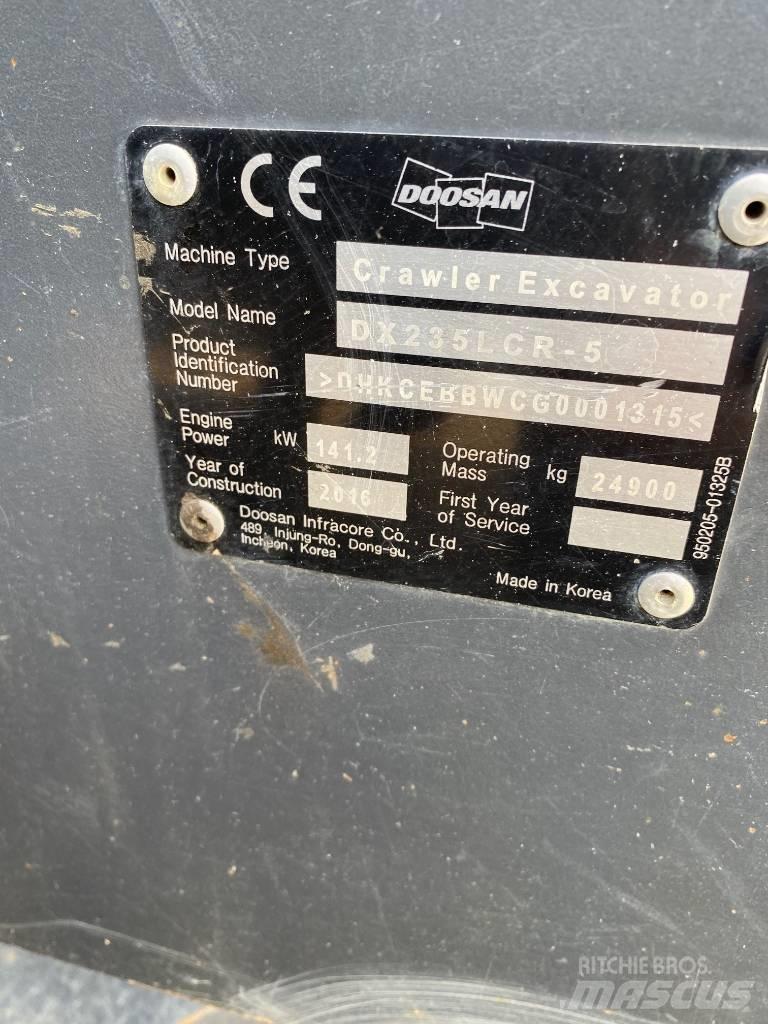 CE DOOSAN
Machine Type Crawler Excavator
Model Name DX235LCR-5
Product
Identification
Number >DHKCEBBWCG0001315<
Engine
Power kW 141.2
Operating
Mass kg 24900
Year of
Construction 2016
First Year
of Service
Doosan Infracore Co., Ltd.
489, Injung-Ro, Dong-gu,
Incheon, Korea
Made in Korea
950205-01325B
RITCHIE BROS.
MASCUS